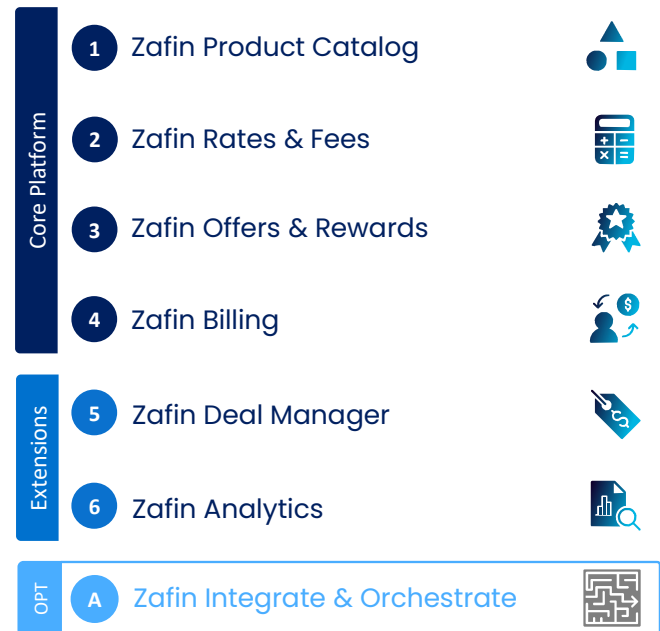 Core Platform
1 Zafin Product Catalog
2 Zafin Rates & Fees
3 Zafin Offers & Rewards
4 Zafin Billing
$
Extensions
5 Zafin Deal Manager
$
6 Zafin Analytics
OPT
A Zafin Integrate & Orchestrate